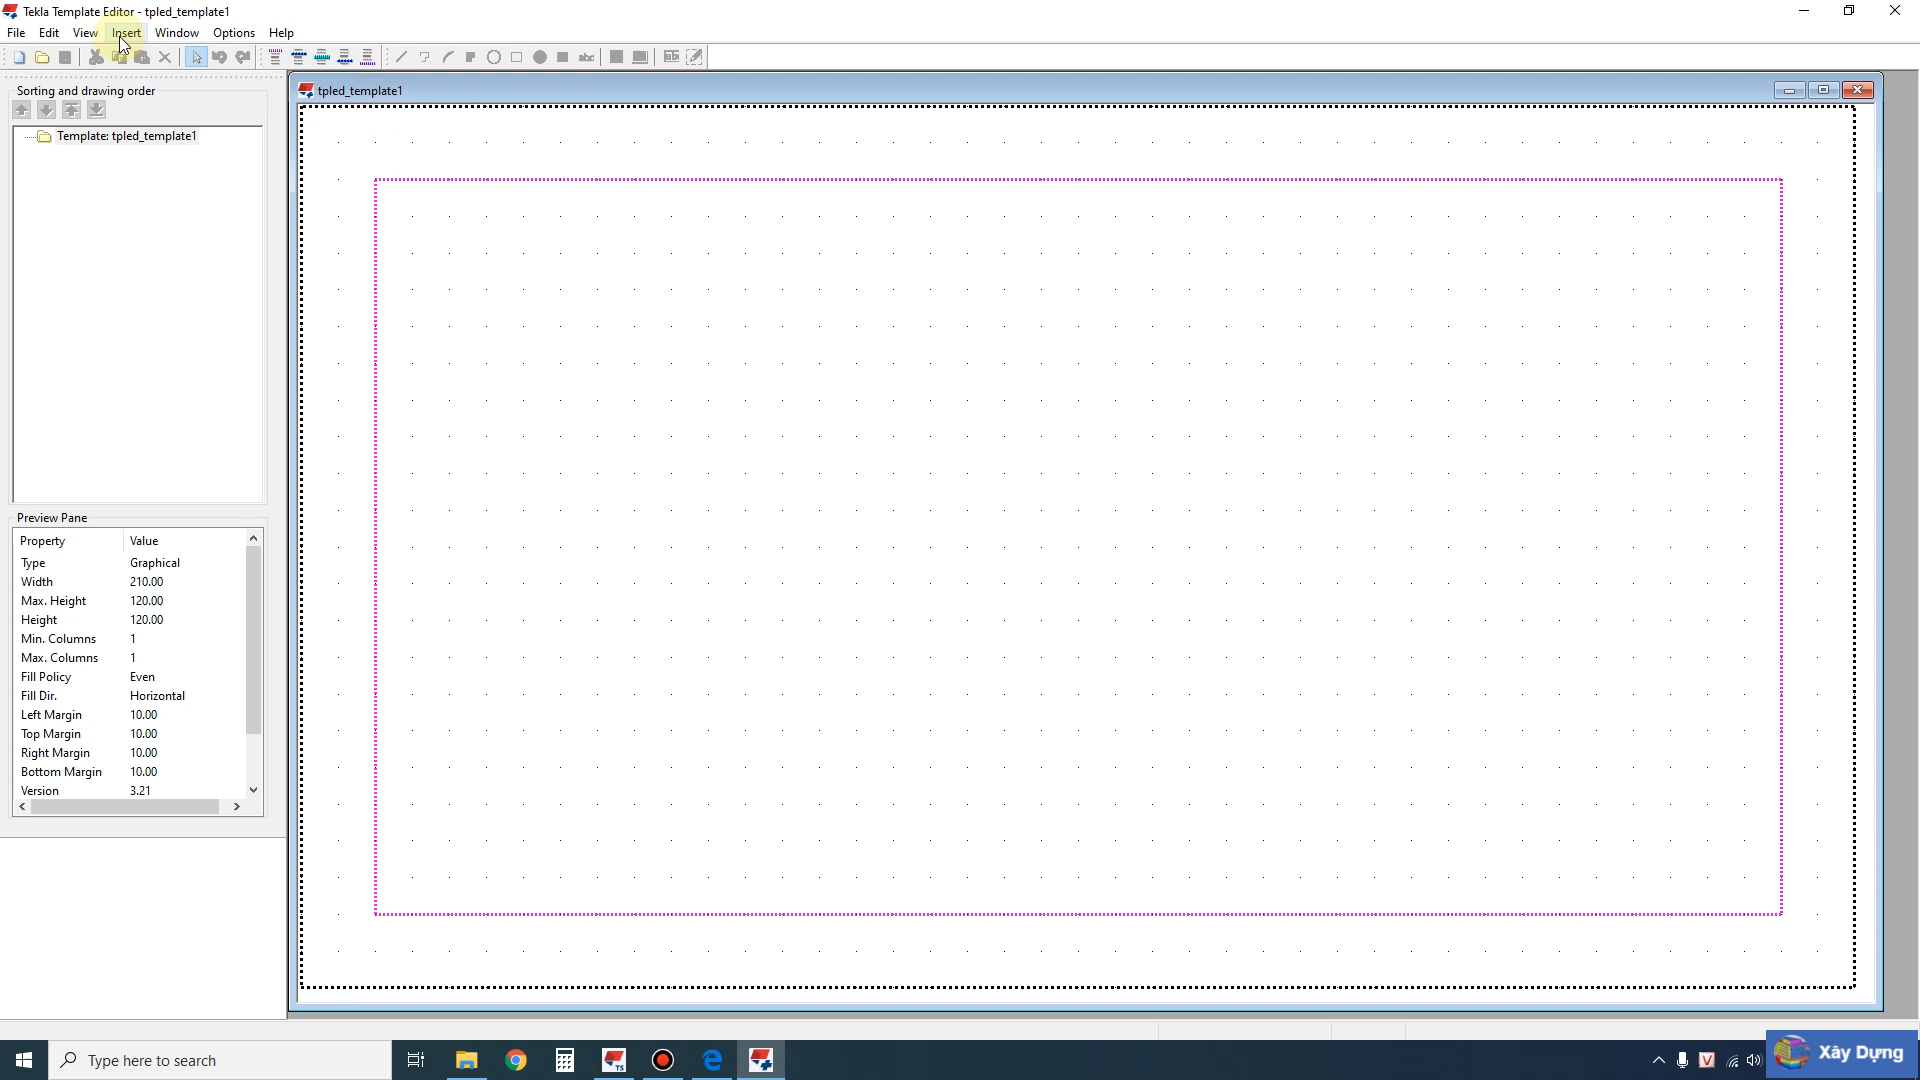 Tekla Template Editor - tpled_template1
File Edit View Insert Window Options Help
abc
Sorting and drawing order
Template: tpled_template1
tpled_template1
Preview Pane
Property Value
Type Graphical
Width 210.00
Max. Height 120.00
Height 120.00
Min. Columns 1
Max. Columns 1
Fill Policy Even
Fill Dir. Horizontal
Left Margin 10.00
Top Margin 10.00
Right Margin 10.00
Bottom Margin 10.00
Version 3.21
Type here to search
TS
V
Xây Dựng